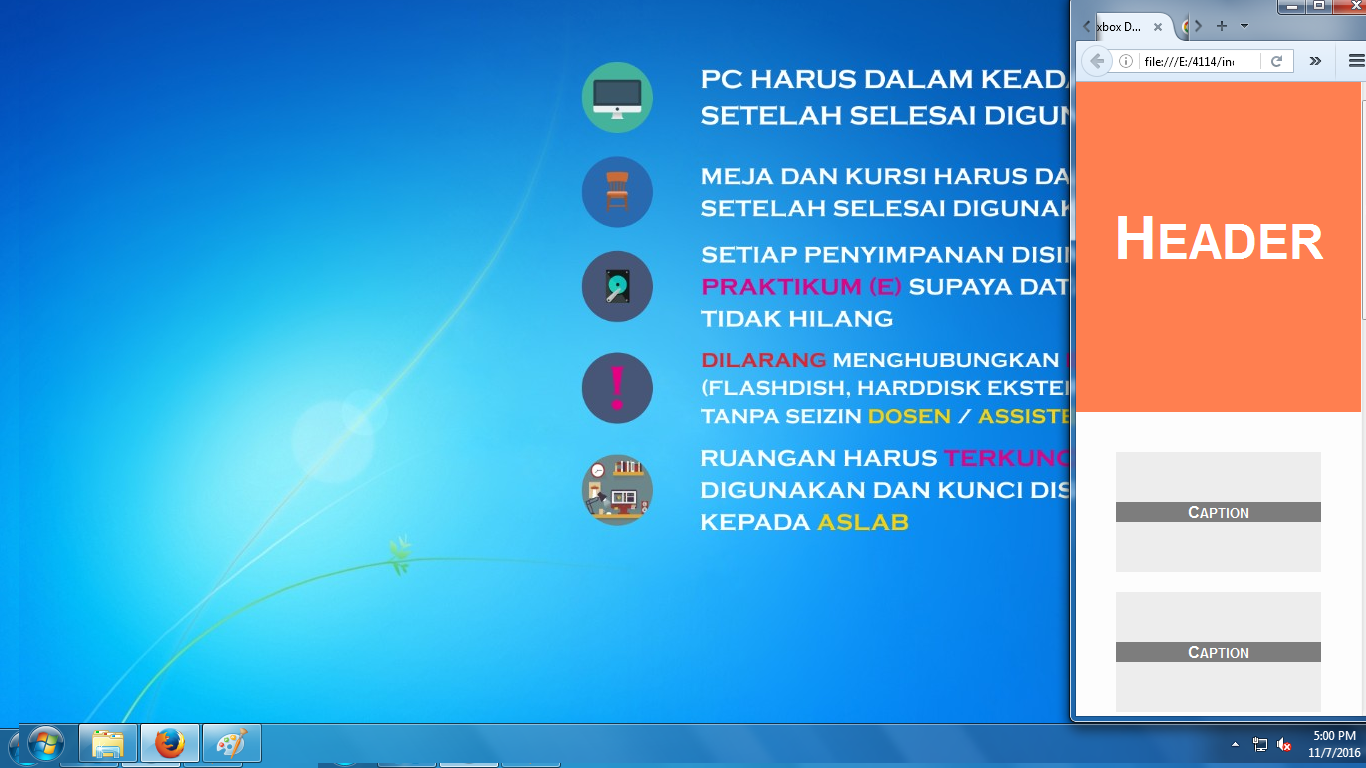 PC HARUS DALAM KEADA
SETELAH SELESAI DIGUN
MEJA DAN KURSI HARUS DA
SETELAH SELESAI DIGUNAK
SETIAP PENYIMPANAN DISI
PRAKTIKUM (E) SUPAYA DAT
TIDAK HILANG
DILARANG MENGHUBUNGKAN
(FLASHDISH, HARDDISK EKSTE
TANPA SEIZIN DOSEN / ASSISTE
RUANGAN HARUS TERKUNC
DIGUNAKAN DAN KUNCI DIS
KEPADA ASLAB
xbox D...
file:///E:/4114/in
HEADER
CAPTION
CAPTION
5:00 PM
11/7/2016